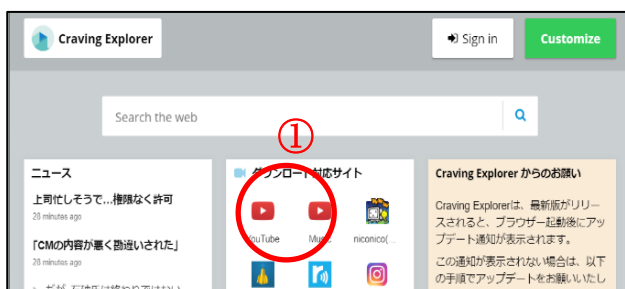 Craving Explorer
Sign in
Customize
Search the web
①
ニュース
上司忙しそうで…権限なく許可
28 minutes ago
「CMの内容が悪く勘違いされた」
28 minutes ago
ダウンロード対応サイト
YouTube
Music
niconico(...
Craving Explorer からのお願い
Craving Explorerは、最新版がリリー
スされると、ブラウザー起動後にアッ
プデート通知が表示されます。
この通知が表示されない場合は、以下
の手順でアップデートをお願いいたし